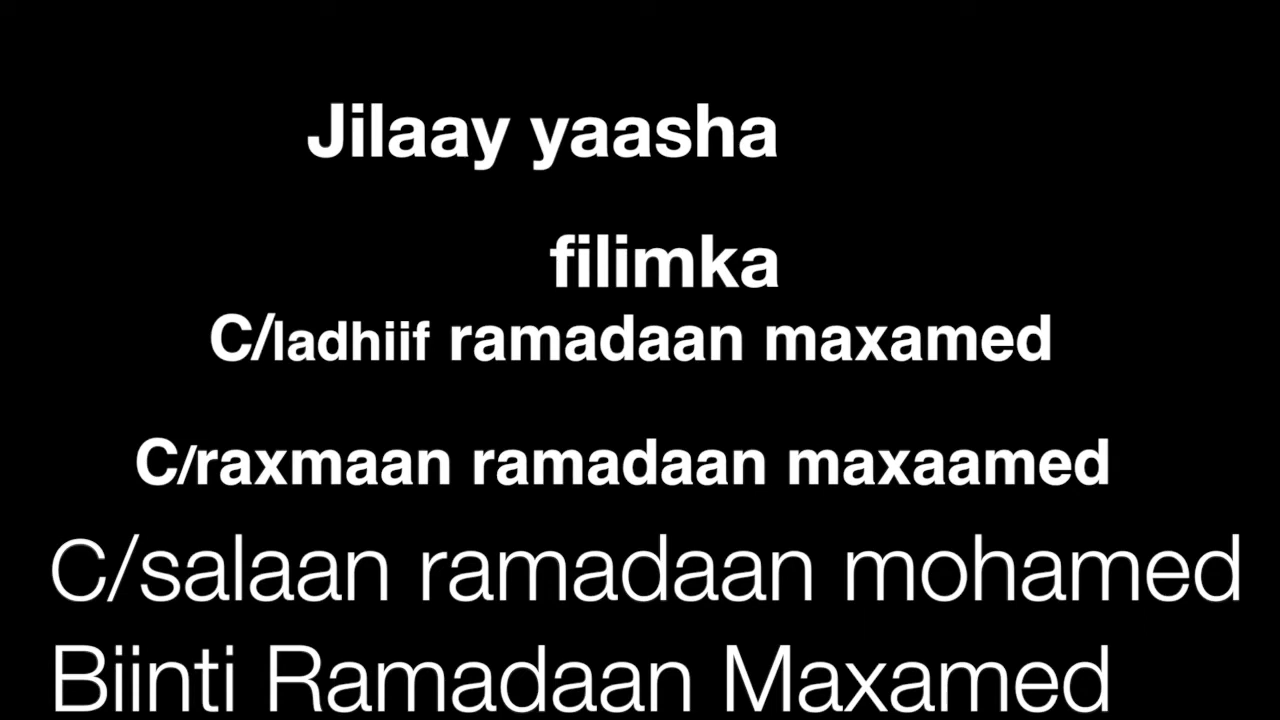 Jilaay yaasha
filimka
C/ladhiif ramadaan maxamed
C/raxmaan ramadaan maxaamed
C/salaan ramadaan mohamed
Biinti Ramadaan Maxamed